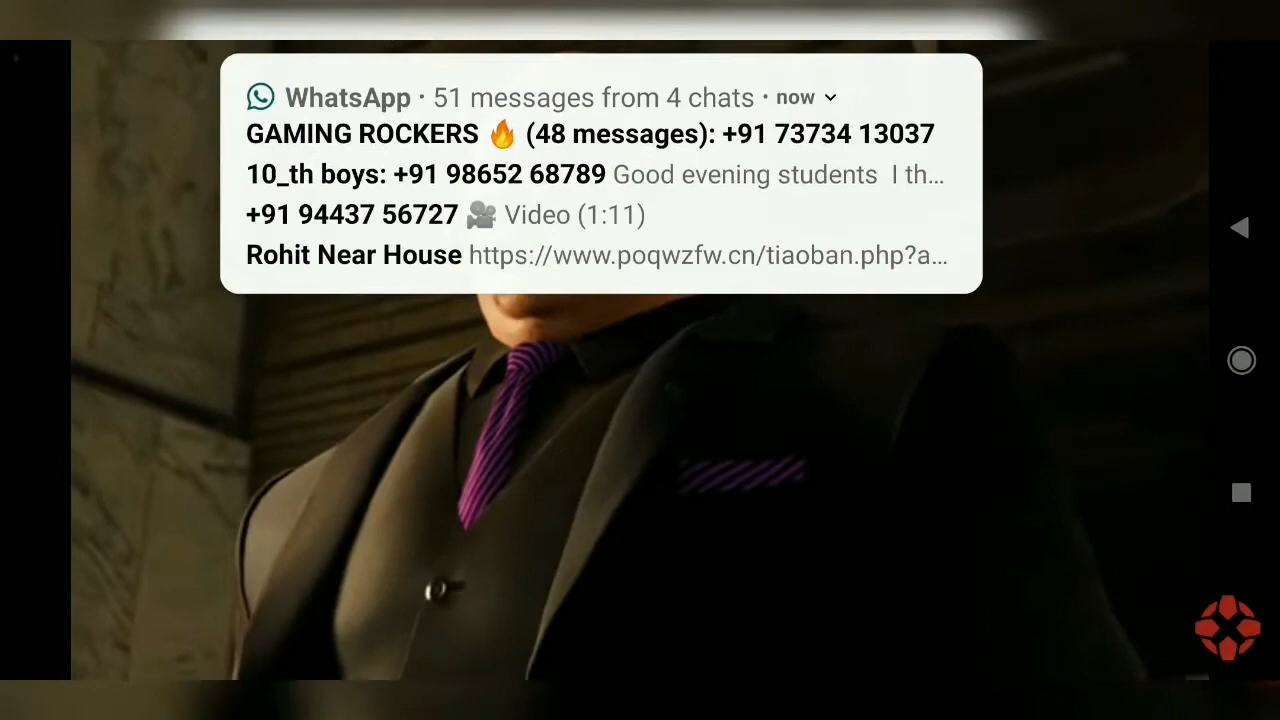 WhatsApp · 51 messages from 4 chats · now
GAMING ROCKERS 🔥 (48 messages): +91 73734 13037
10_th boys: +91 98652 68789 Good evening students I th...
+91 94437 56727 🎥 Video (1:11)
Rohit Near House https://www.poqwzfw.cn/tiaoban.php?a...